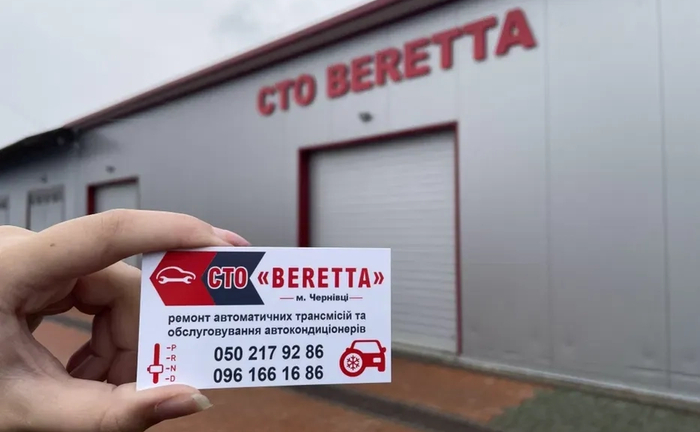 СТО BERETTA
СТО «BERETTA»
м. Чернівці
ремонт автоматичних трансмісій та
обслуговування автокондиціонерів
P
R
N
D
050 217 92 86
096 166 16 86